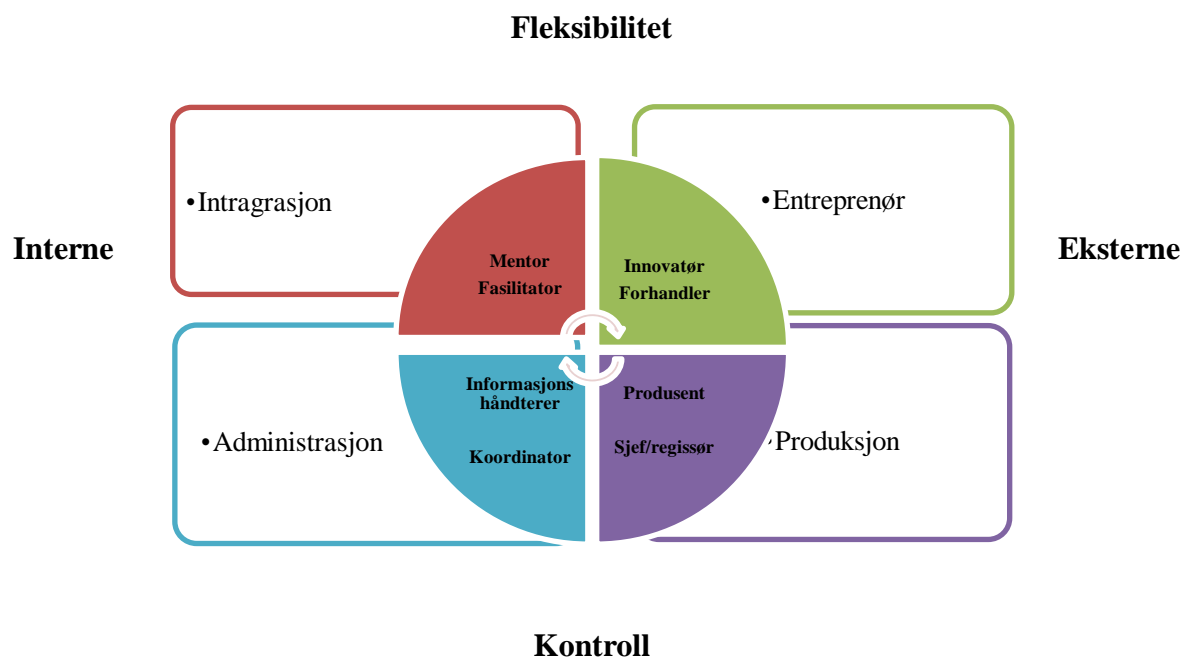 Fleksibilitet
•Intragrasjon
•Entreprenør
Interne
Eksterne
Mentor
Fasilitator
Innovatør
Forhandler
Informasjons
håndterer
Koordinator
Produsent
Sjef/regissør
•Administrasjon
•Produksjon
Kontroll